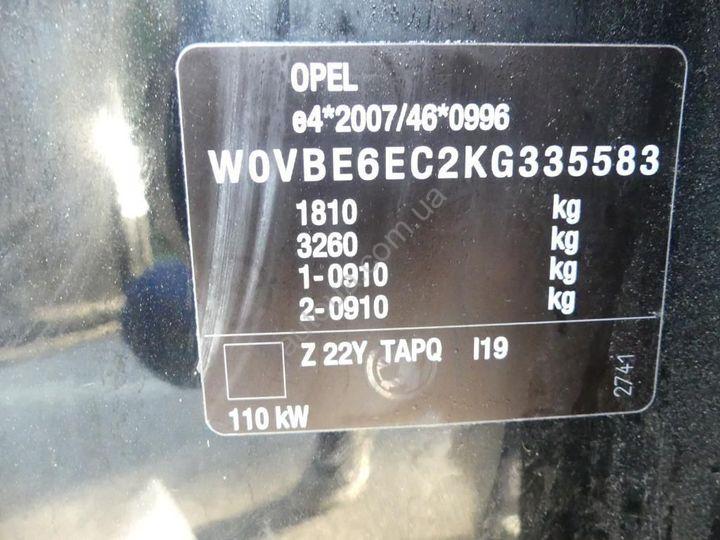 OPEL
e4*2007/46*0996
W0VBE6EC2KG335583
1810 kg
3260 kg
1-0910 kg
2-0910 kg
Z 22Y TAPQ I19
110 kW
2741